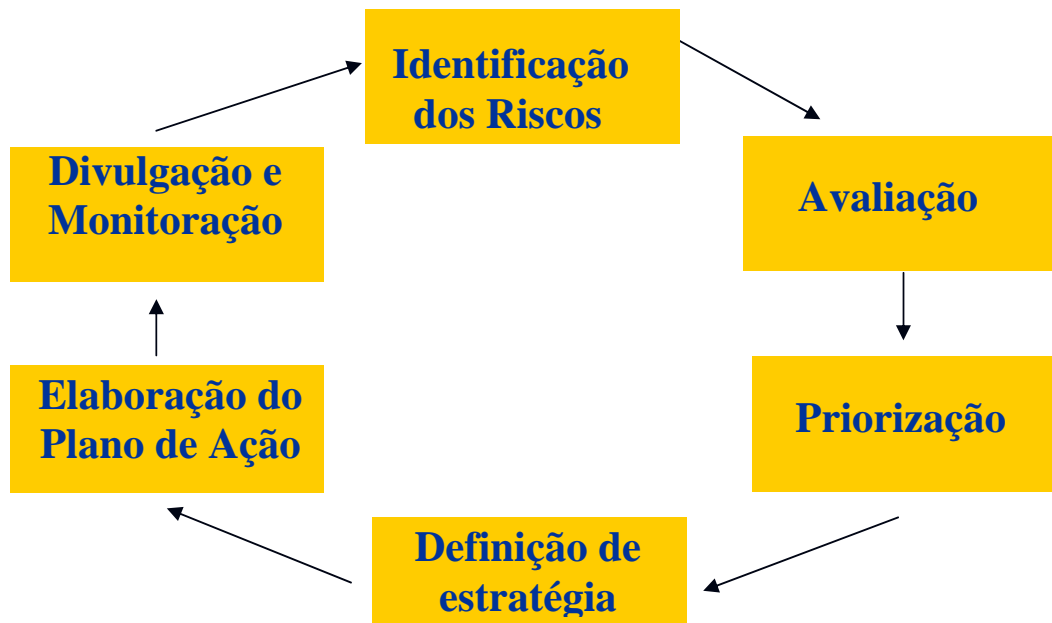 Identificação
dos Riscos
Avaliação
Priorização
Definição de
estratégia
Elaboração do
Plano de Ação
Divulgação e
Monitoração